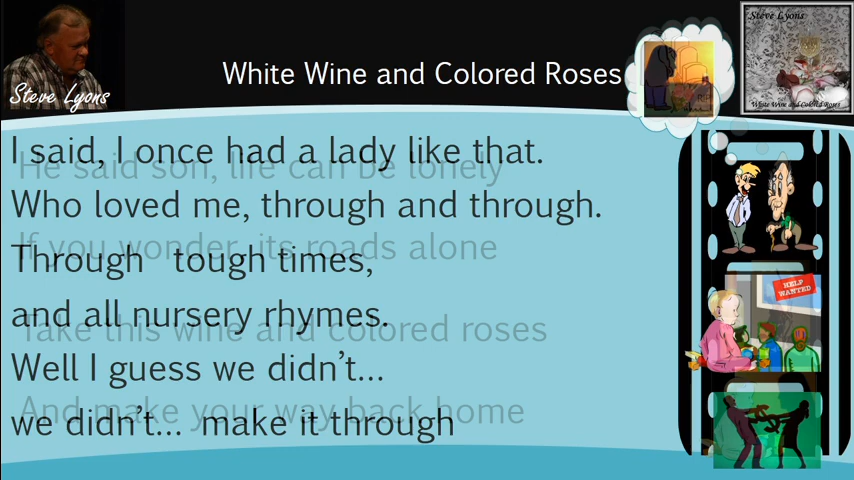 Steve Lyons
White Wine and Colored Roses
Steve Lyons
White Wine and Colored Roses
I said, I once had a lady like that.
He said son, life can be lonely
Who loved me, through and through.
If you wonder, its roads alone
Through tough times,
and all nursery rhymes.
Take this wine and colored roses
Well I guess we didn't...
And make your way back home
we didn't... make it through
HELP
WANTED